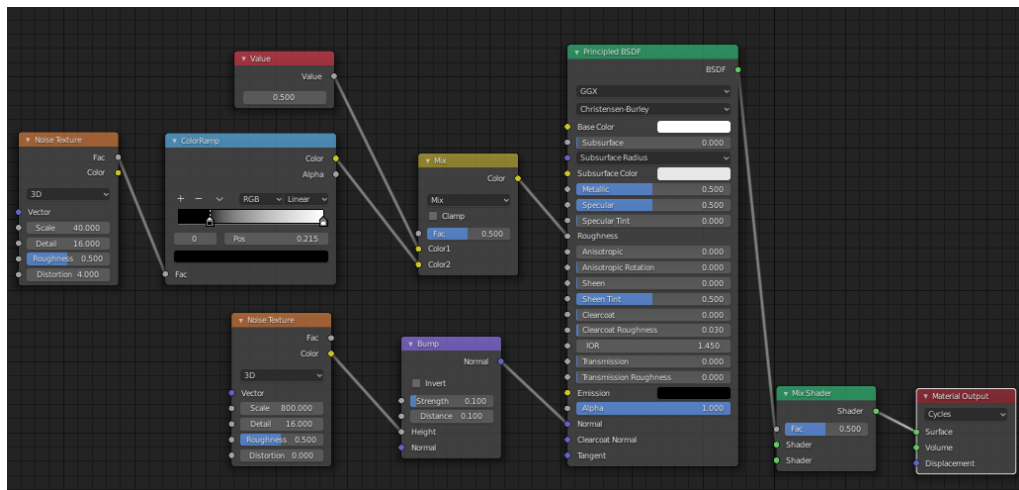 Value
Value
0.500
Noise Texture
Fac
Color
3D
Vector
Scale 40.000
Detail 16.000
Roughness 0.500
Distortion 4.000
ColorRamp
Color
Alpha
RGB Linear
0 Pos 0.215
Fac
Mix
Color
Mix
Clamp
Fac 0.500
Color1
Color2
Noise Texture
Fac
Color
3D
Vector
Scale 800.000
Detail 16.000
Roughness 0.500
Distortion 0.000
Bump
Normal
Invert
Strength 0.100
Distance 0.100
Height
Normal
Principled BSDF
BSDF
GGX
Christensen-Burley
Base Color
Subsurface 0.000
Subsurface Radius
Subsurface Color
Metallic 0.500
Specular 0.500
Specular Tint 0.000
Roughness
Anisotropic 0.000
Anisotropic Rotation 0.000
Sheen 0.000
Sheen Tint 0.500
Clearcoat 0.000
Clearcoat Roughness 0.030
IOR 1.450
Transmission 0.000
Transmission Roughness 0.000
Emission
Alpha 1.000
Normal
Clearcoat Normal
Tangent
Mix Shader
Shader
Fac 0.500
Shader
Shader
Material Output
Cycles
Surface
Volume
Displacement